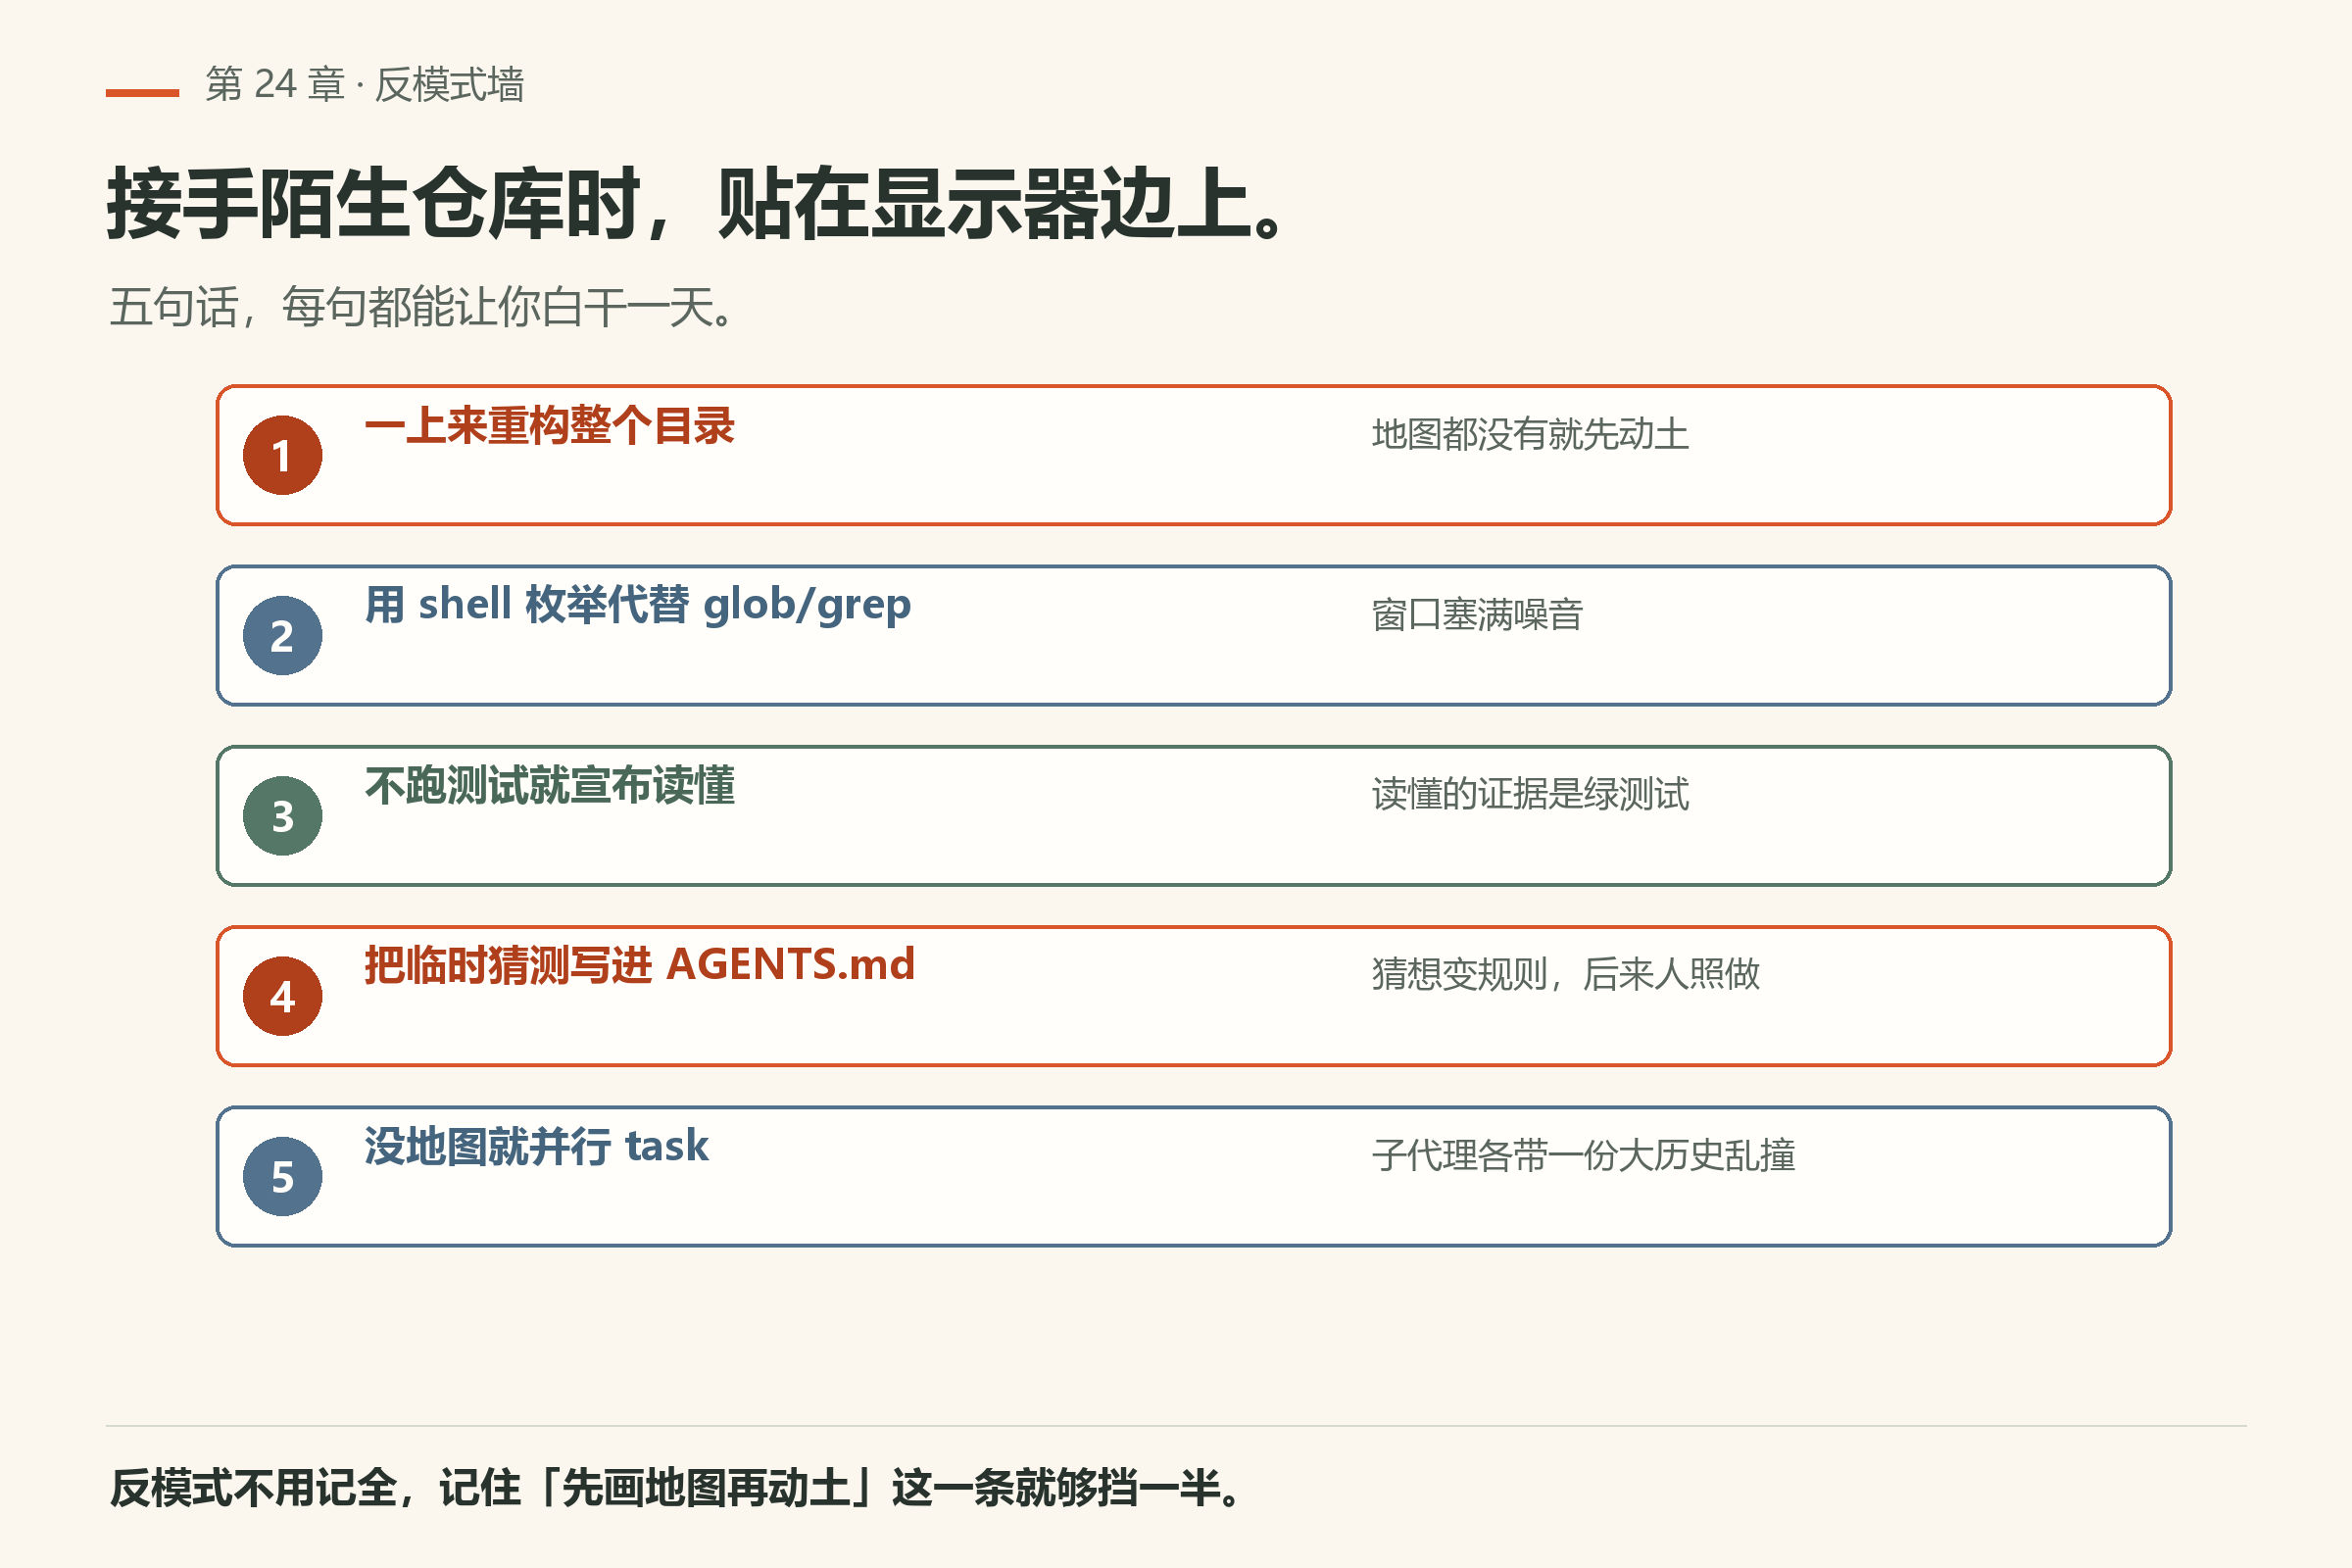 第 24 章 · 反模式墙
接手陌生仓库时，贴在显示器边上。
五句话，每句都能让你白干一天。
1 一上来重构整个目录 地图都没有就先动土
2 用 shell 枚举代替 glob/grep 窗口塞满噪音
3 不跑测试就宣布读懂 读懂的证据是绿测试
4 把临时猜测写进 AGENTS.md 猜想变规则，后来人照做
5 没地图就并行 task 子代理各带一份大历史乱撞
反模式不用记全，记住「先画地图再动土」这一条就够挡一半。